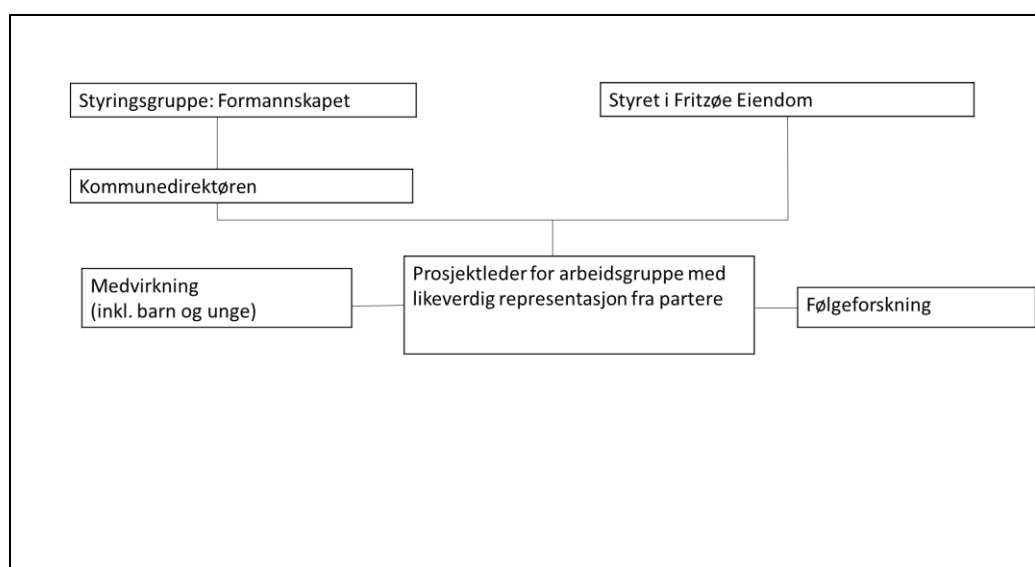 Styringsgruppe: Formannskapet
Styret i Fritzøe Eiendom
Kommunedirektøren
Medvirkning
(inkl. barn og unge)
Prosjektleder for arbeidsgruppe med
likeverdig representasjon fra partere
Følgeforskning